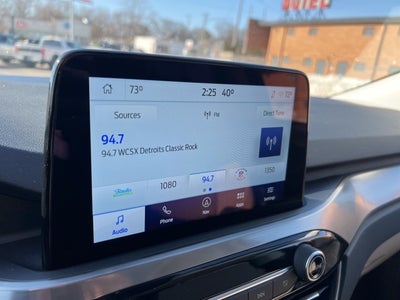 73°
2:25 40°
72°
Sources
FM
Direct Tune
94.7
94.7 WCSX Detroits Classic Rock
1080
94.7
1350
Audio
Phone
Nav
Apps
Settings